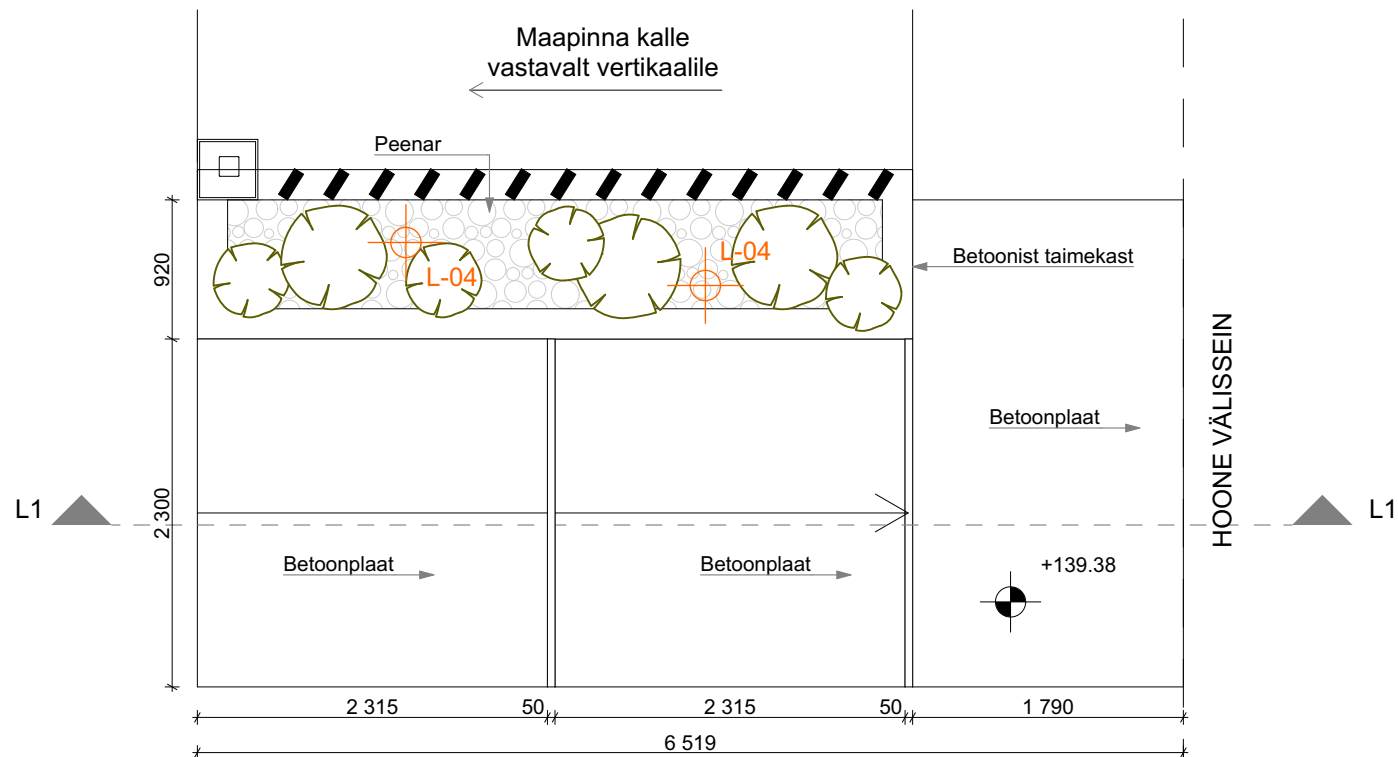 Maapinna kalle
vastavalt vertikaalile
Peenar
L-04
L-04
Betoonist taimekast
920
Betoonplaat
HOONE VÄLISSEIN
2 300
L1
L1
Betoonplaat
Betoonplaat
+139.38
2 315
50
2 315
50
1 790
6 519